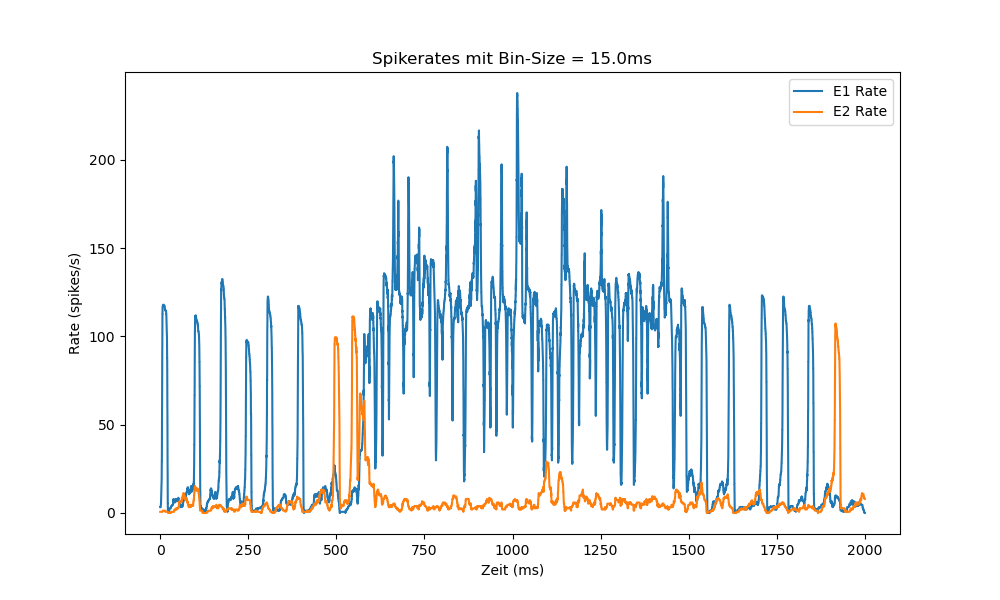 Spikerates mit Bin-Size = 15.0ms
E1 Rate
E2 Rate
200
150
100
50
0
Rate (spikes/s)
0 250 500 750 1000 1250 1500 1750 2000
Zeit (ms)